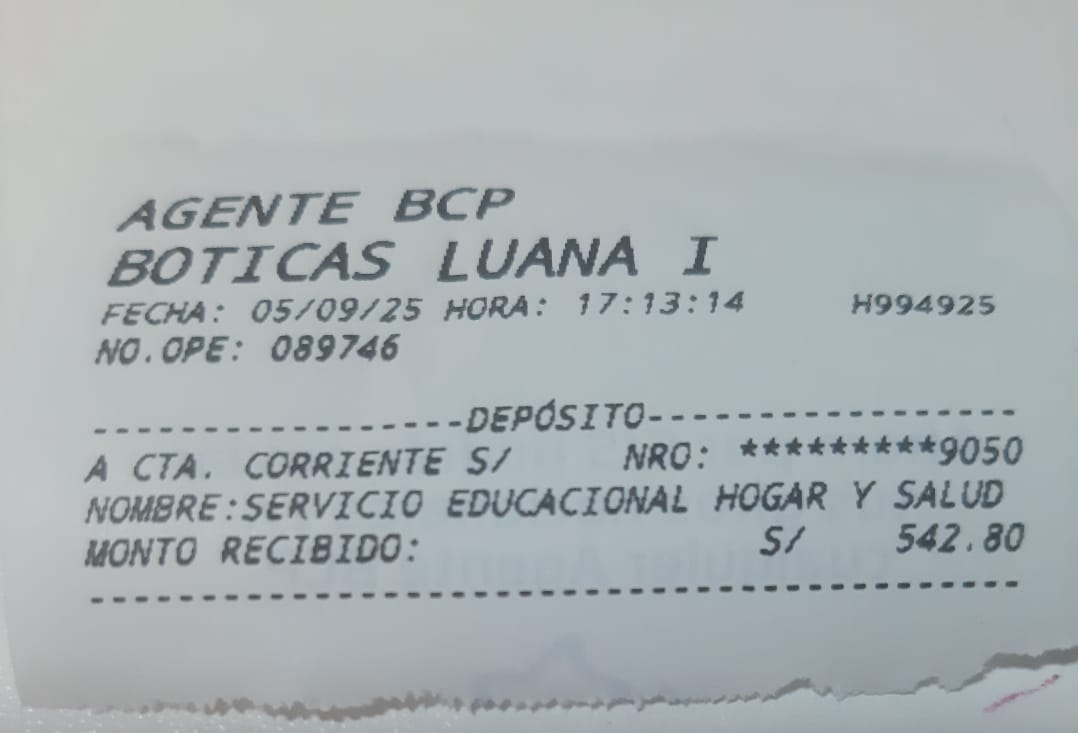 AGENTE BCP
BOTICAS LUANA I
FECHA: 05/09/25 HORA: 17:13:14 H994925
NO.OPE: 089746
-----------------DEPÓSITO-----------------
A CTA. CORRIENTE S/ NRO: *********9050
NOMBRE:SERVICIO EDUCACIONAL HOGAR Y SALUD
MONTO RECIBIDO: S/ 542.80
------------------------------------------